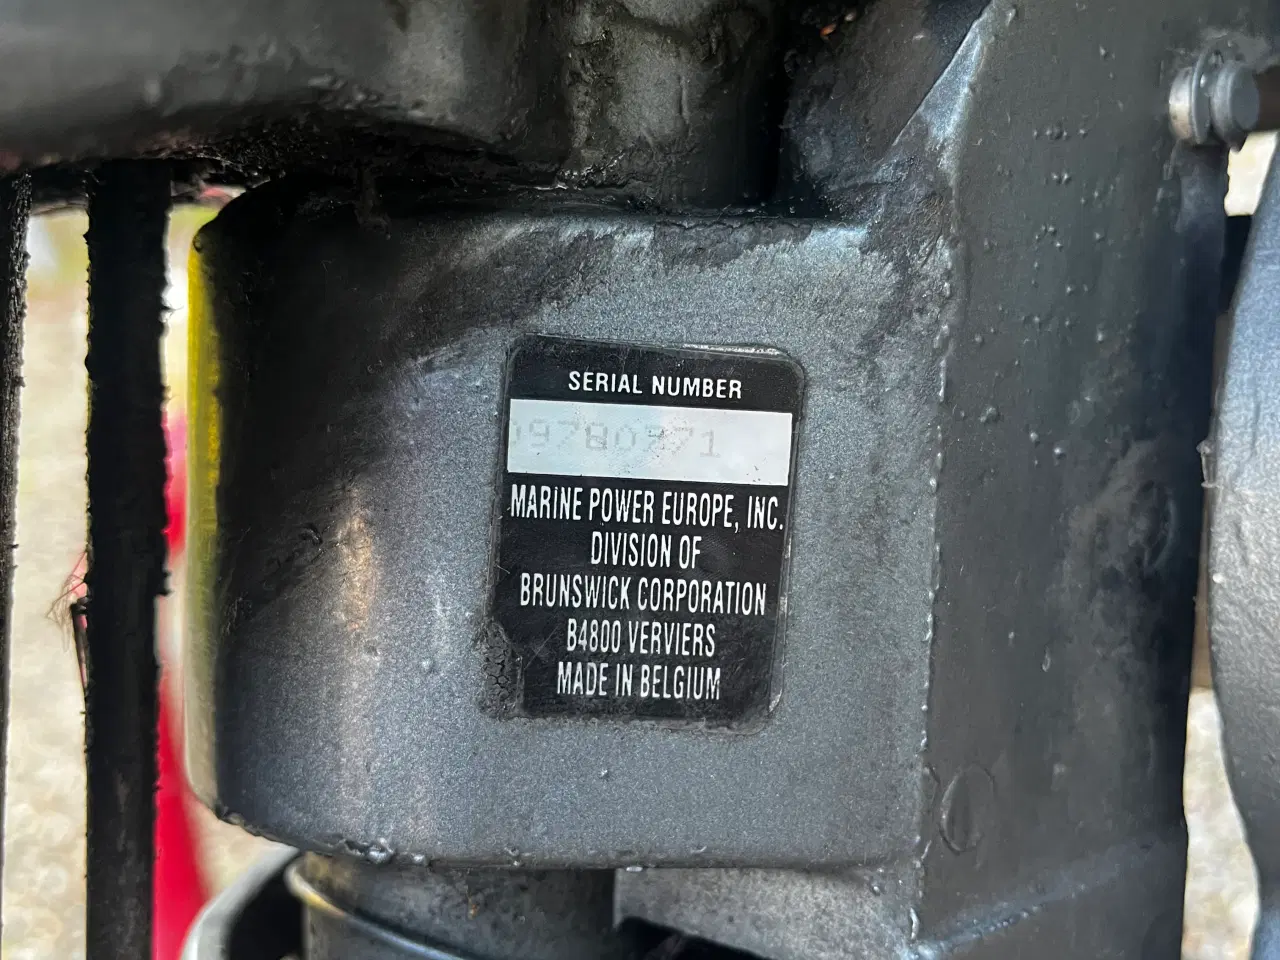 SERIAL NUMBER
MARINE POWER EUROPE, INC.
DIVISION OF
BRUNSWICK CORPORATION
B4800 VERVIERS
MADE IN BELGIUM